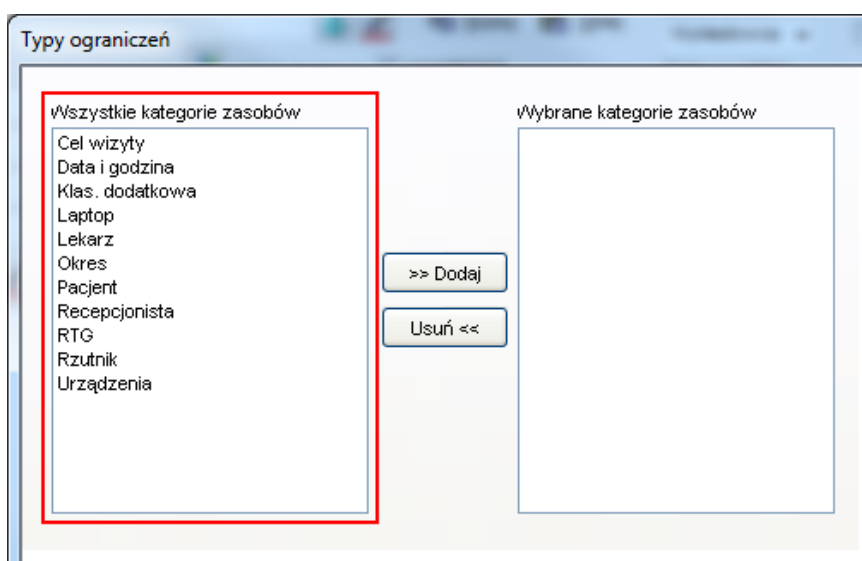 Typy ograniczeń
Wszystkie kategorie zasobów
Cel wizyty
Data i godzina
Klas. dodatkowa
Laptop
Lekarz
Okres
Pacjent
Recepcjonista
RTG
Rzutnik
Urządzenia
>> Dodaj
Usuń <<
Wybrane kategorie zasobów